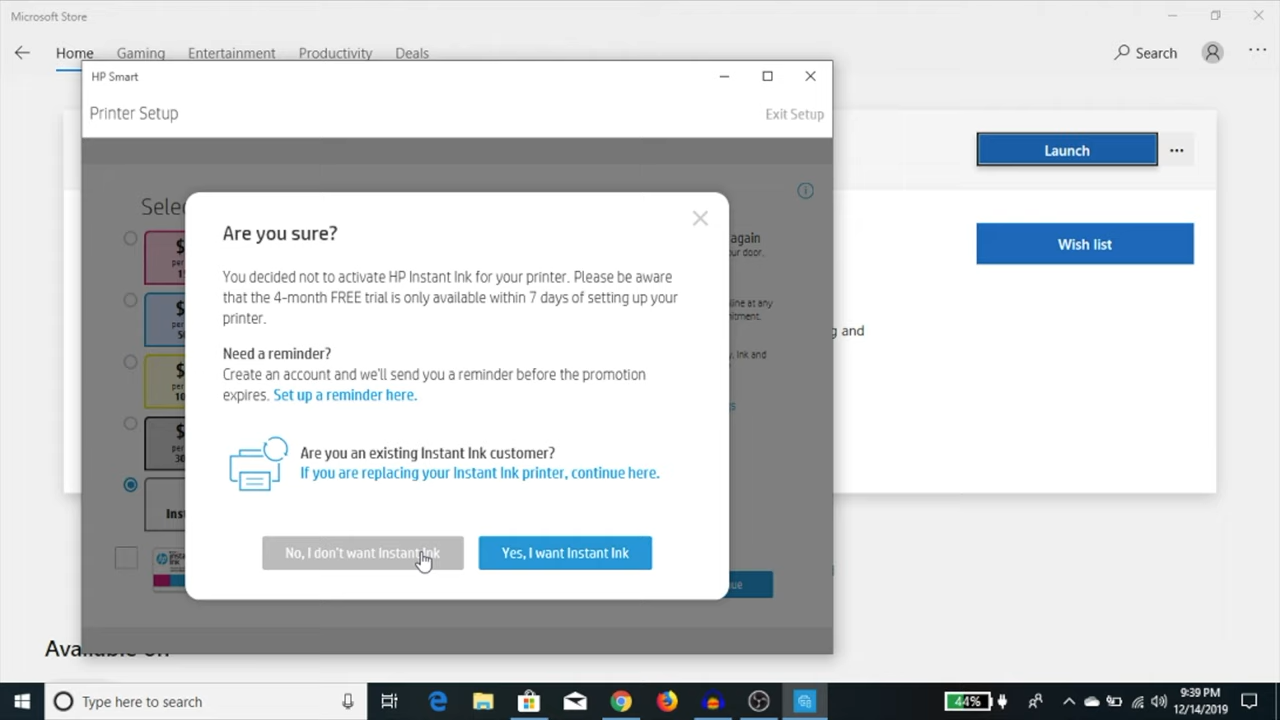 Microsoft Store
Home Gaming Entertainment Productivity Deals
Search
HP Smart
Printer Setup
Exit Setup
Launch
Wish list
again
Are you sure?
You decided not to activate HP Instant Ink for your printer. Please be aware
that the 4-month FREE trial is only available within 7 days of setting up your
printer.
Need a reminder?
Create an account and we'll send you a reminder before the promotion
expires. Set up a reminder here.
Are you an existing Instant Ink customer?
If you are replacing your Instant Ink printer, continue here.
No, I don't want Instant Ink
Yes, I want Instant Ink
and
Type here to search
44%
9:39 PM
12/14/2019